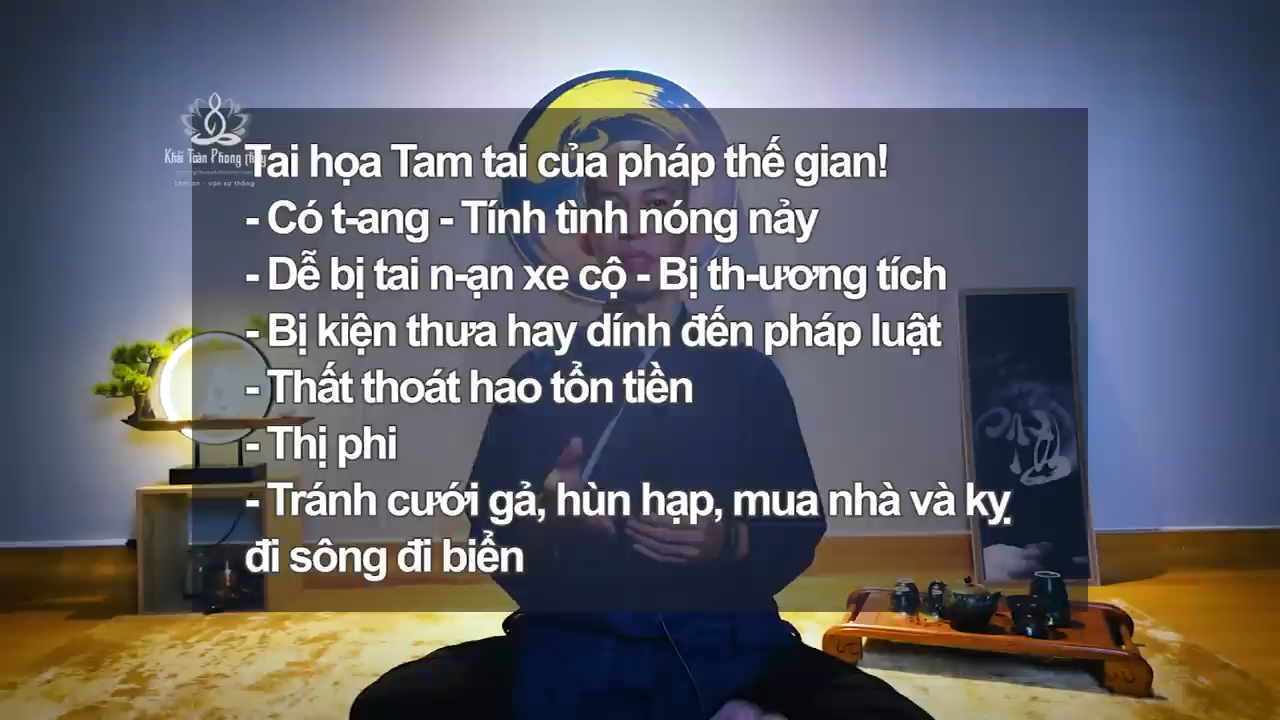 Khải Toàn Phong thủy
Tai họa Tam tai của pháp thế gian!
- Có t-ang - Tính tình nóng nảy
- Dễ bị tai n-ạn xe cộ - Bị th-ương tích
- Bị kiện thưa hay dính đến pháp luật
- Thất thoát hao tổn tiền
- Thị phi
- Tránh cưới gả, hùn hạp, mua nhà và kỵ
đi sông đi biển